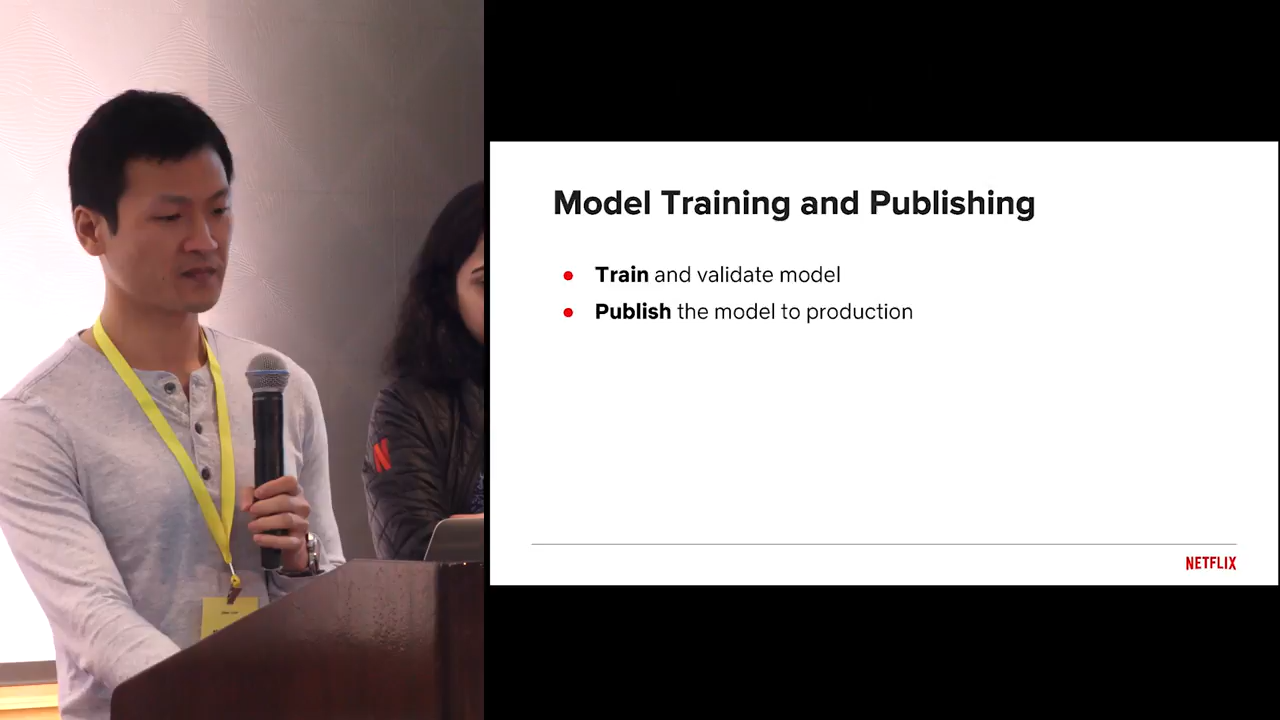 Model Training and Publishing
● Train and validate model
● Publish the model to production
NETFLIX
N